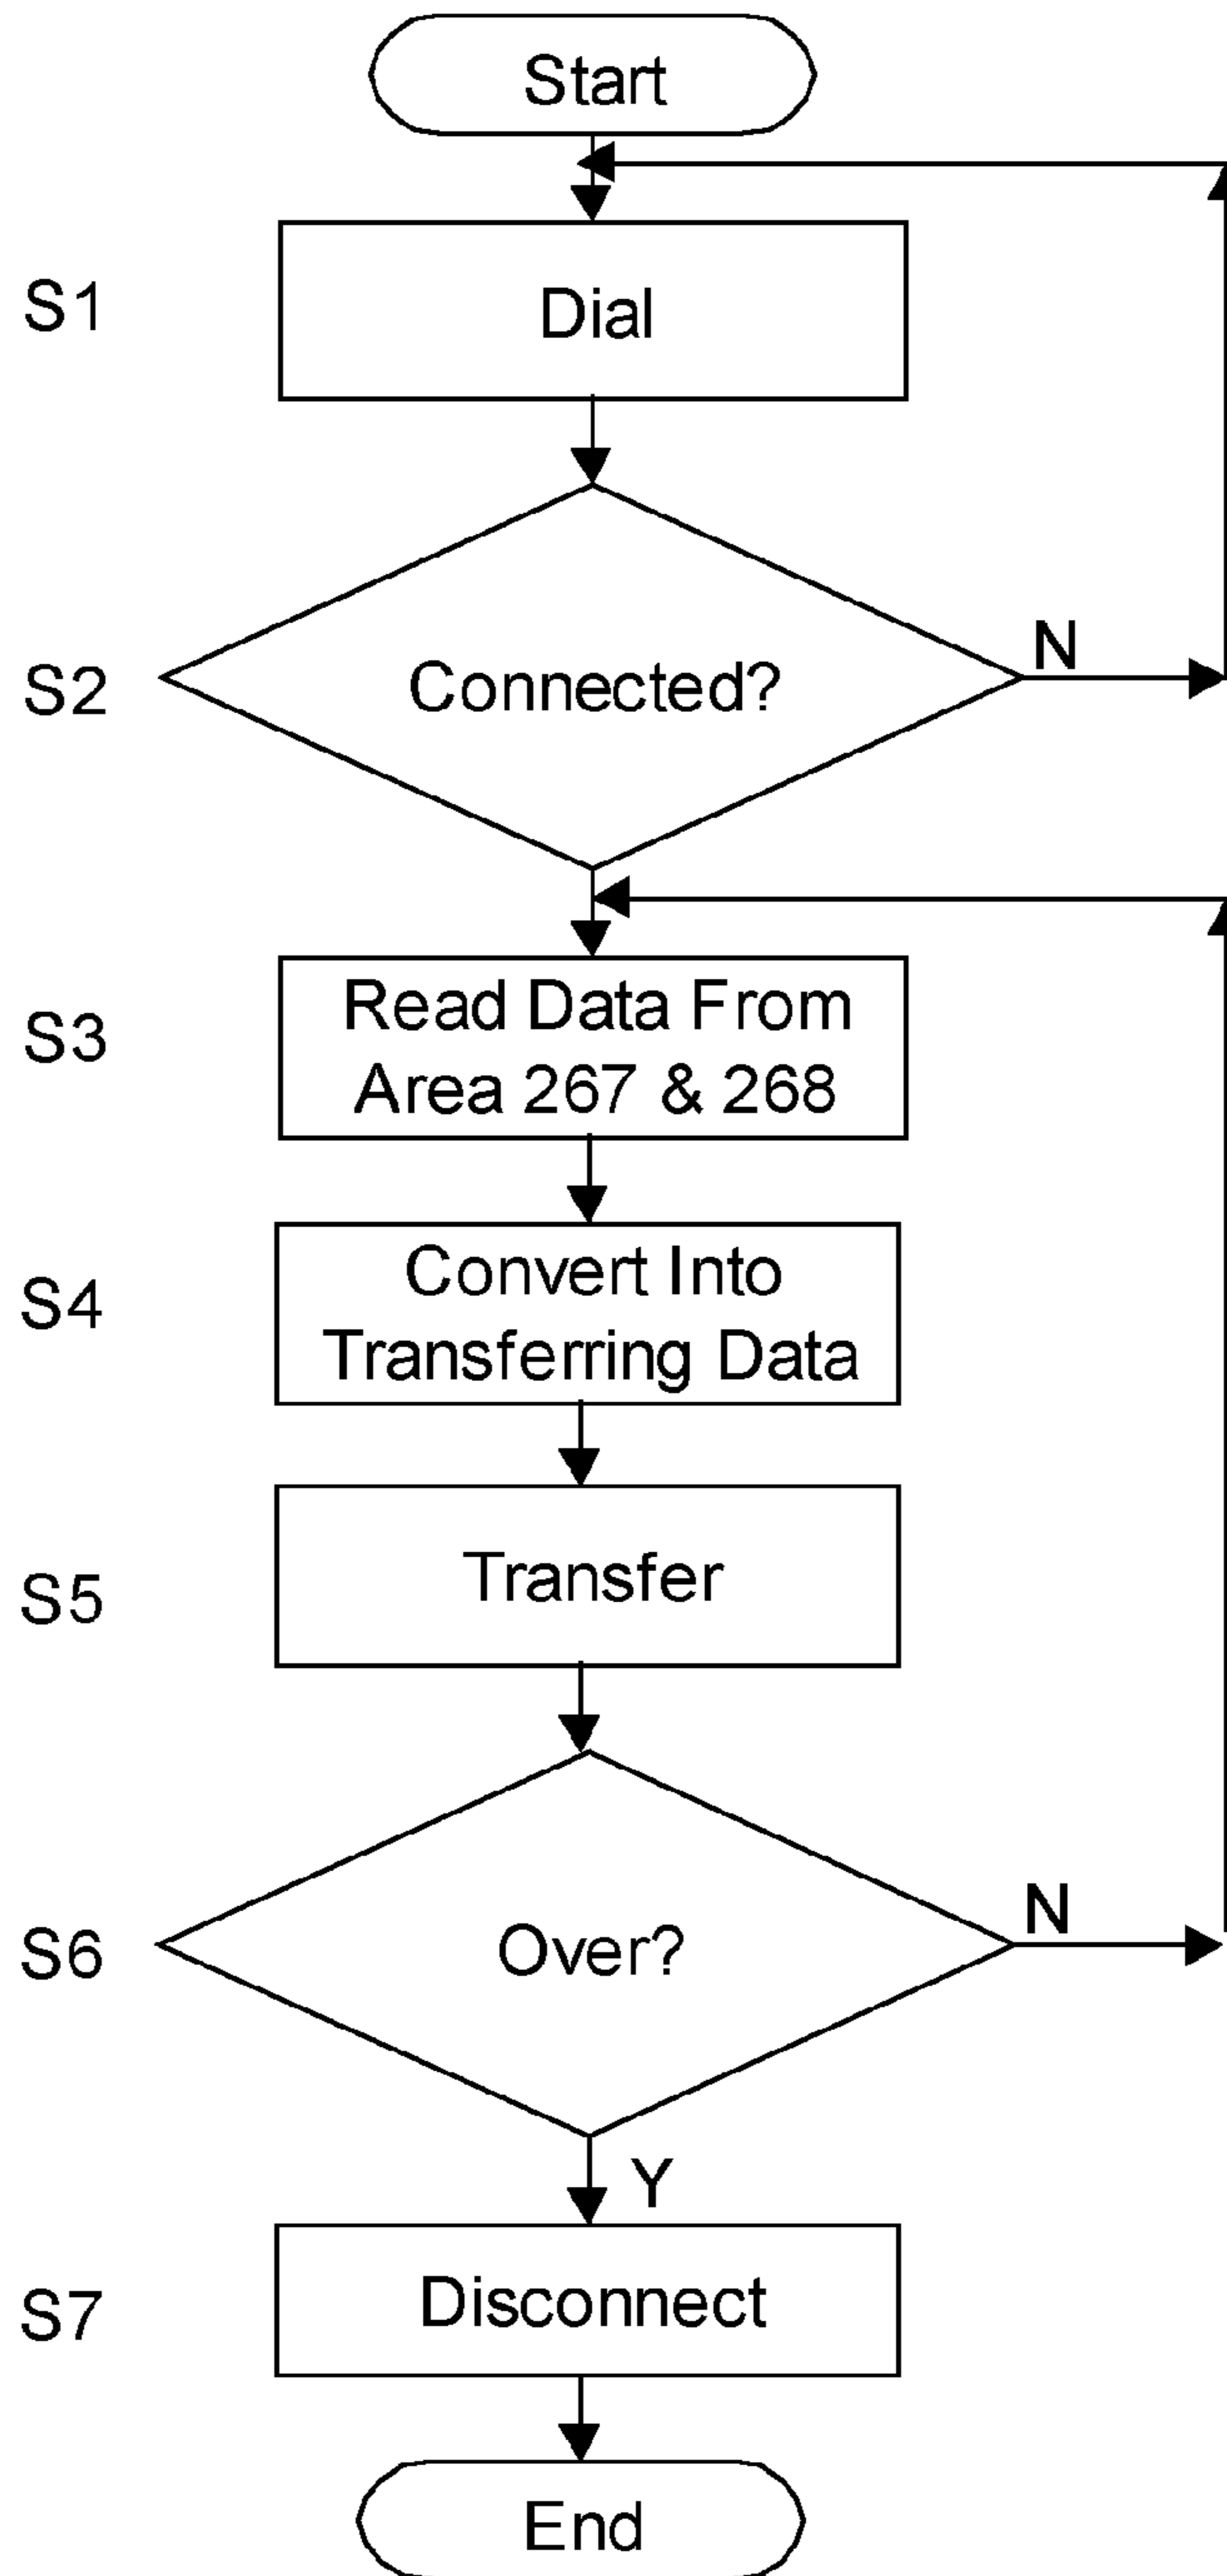 Start
S1
Dial
S2
Connected?
N
S3
Read Data From
Area 267 & 268
S4
Convert Into
Transferring Data
S5
Transfer
S6
Over?
N
Y
S7
Disconnect
End